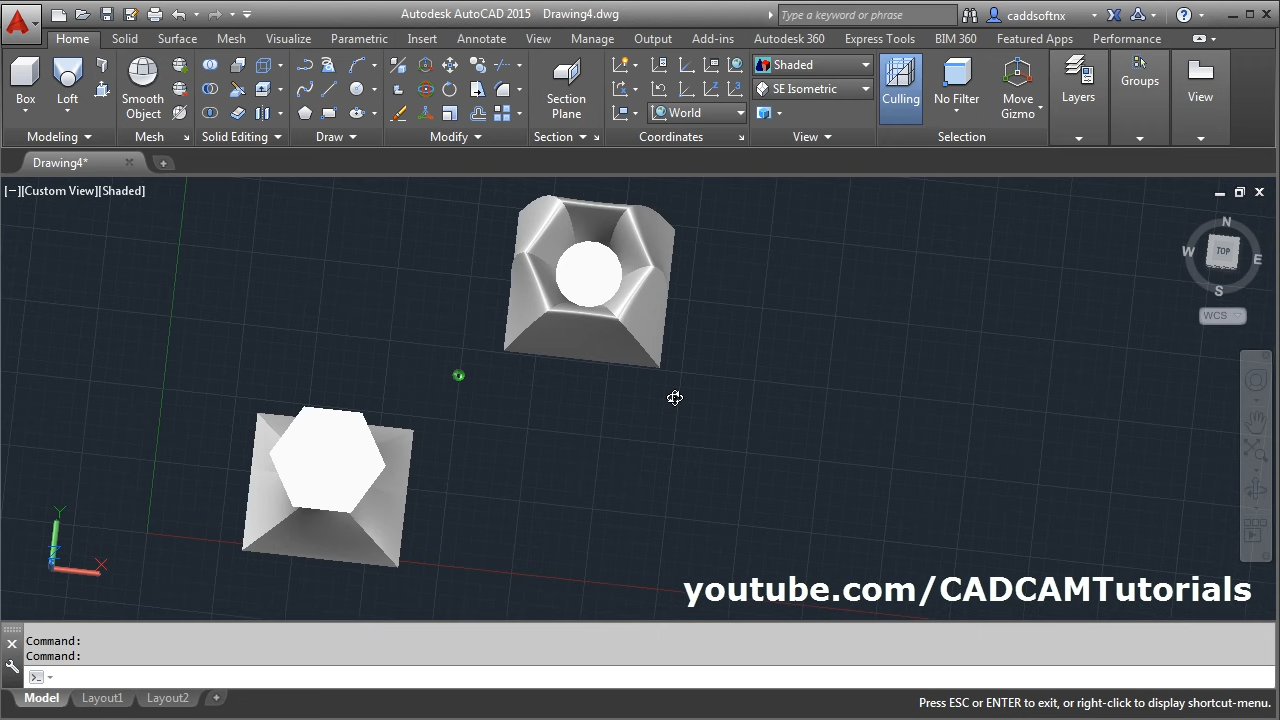 Autodesk AutoCAD 2015 Drawing4.dwg
Type a keyword or phrase
caddsoftnx
Home Solid Surface Mesh Visualize Parametric Insert Annotate View Manage Output Add-ins Autodesk 360 Express Tools BIM 360 Featured Apps Performance
Box
Loft
Smooth
Object
Section
Plane
World
Shaded
SE Isometric
Culling
No Filter
Move
Gizmo
Layers
Groups
View
Modeling Mesh Solid Editing Draw Modify Section Coordinates View Selection
Drawing4*
[−][Custom View][Shaded]
N
W TOP E
S
WCS
Y
Z
X
youtube.com/CADCAMTutorials
Command:
Command:
Model Layout1 Layout2
Press ESC or ENTER to exit, or right-click to display shortcut-menu.